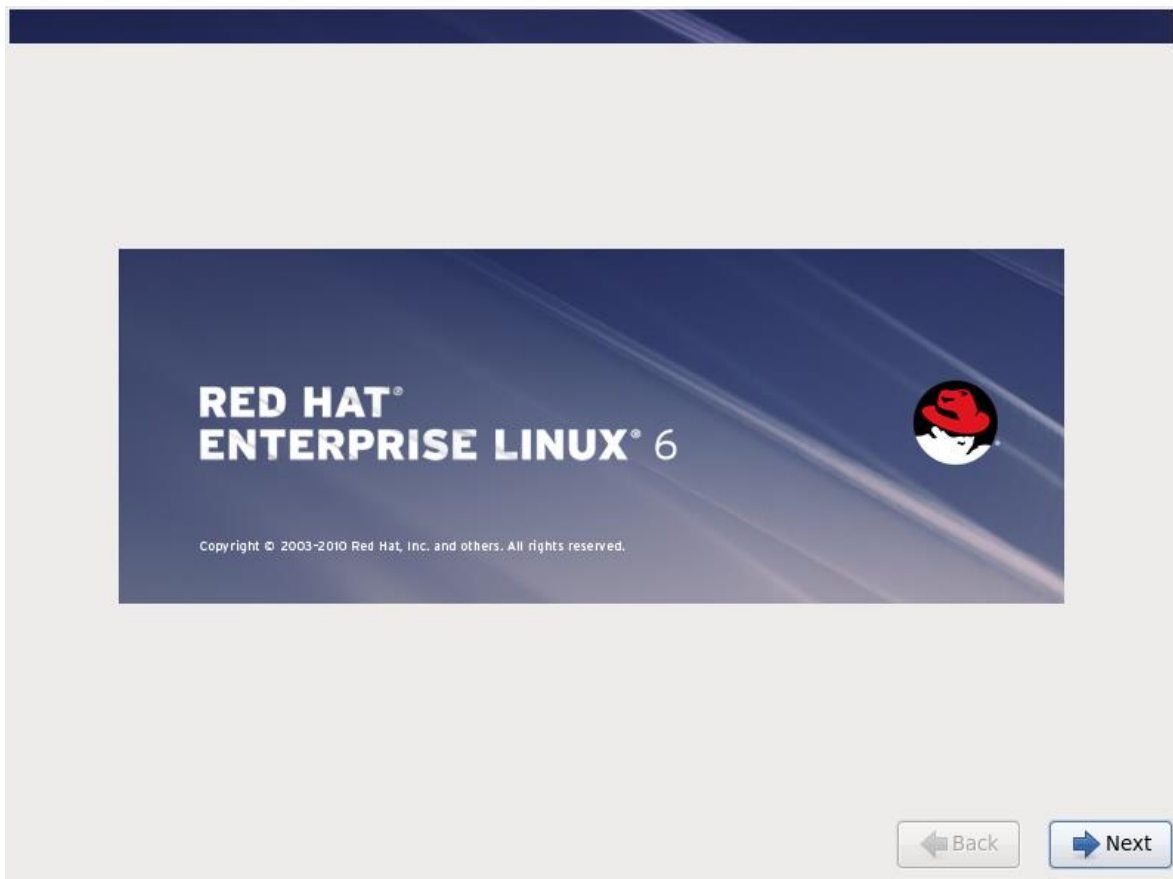 RED HAT®
ENTERPRISE LINUX® 6
Copyright © 2003-2010 Red Hat, Inc. and others. All rights reserved.
Back
Next